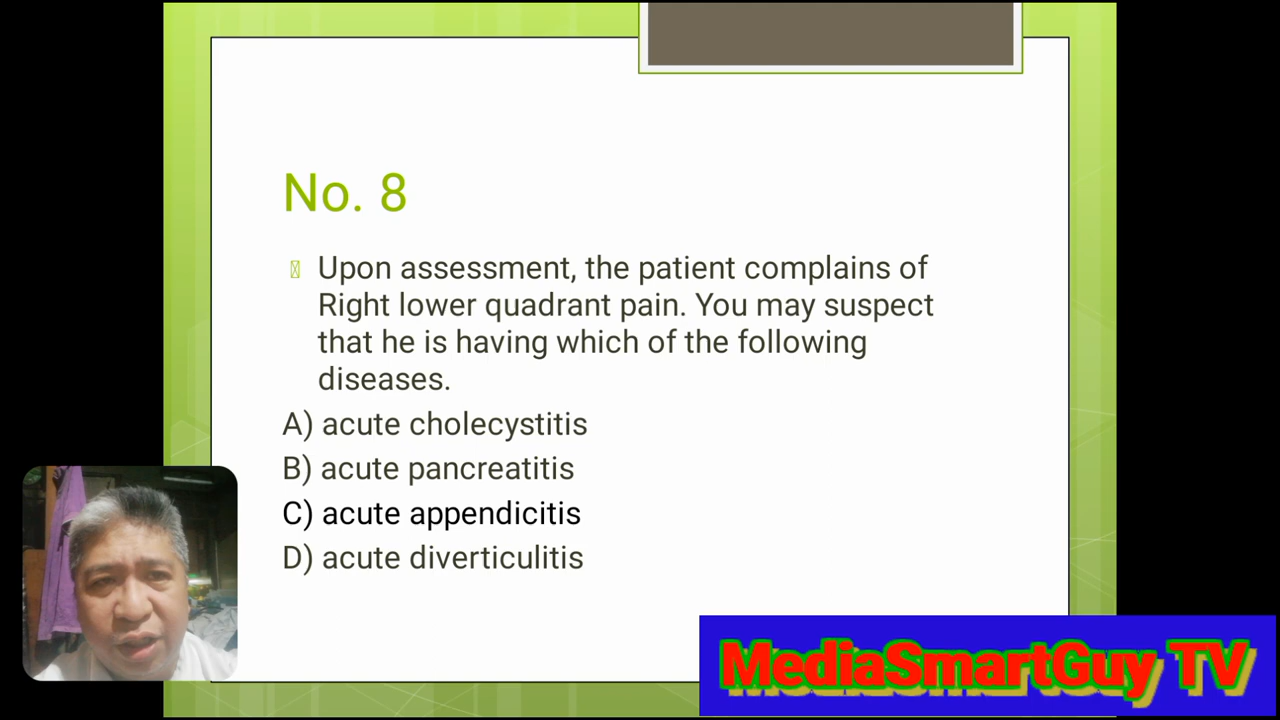 No. 8
Upon assessment, the patient complains of
Right lower quadrant pain. You may suspect
that he is having which of the following
diseases.
A) acute cholecystitis
B) acute pancreatitis
C) acute appendicitis
D) acute diverticulitis
MediaSmartGuy TV